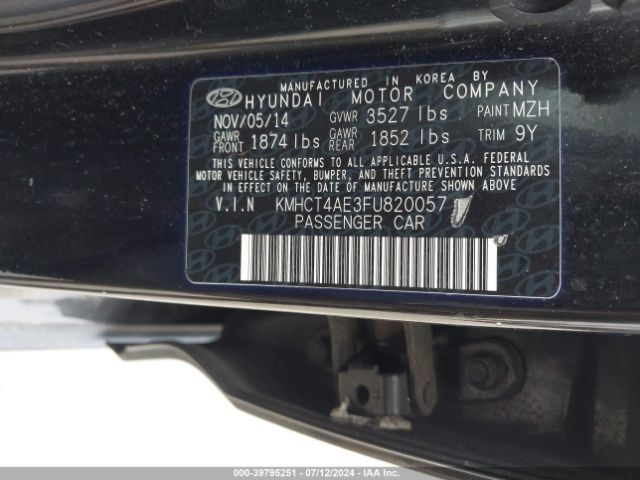 MANUFACTURED IN KOREA BY
HYUNDAI MOTOR COMPANY
NOV/05/14 GVWR 3527 lbs PAINT MZH
GAWR FRONT 1874 lbs GAWR REAR 1852 lbs TRIM 9Y
THIS VEHICLE CONFORMS TO ALL APPLICABLE U.S.A. FEDERAL
MOTOR VEHICLE SAFETY, BUMPER, AND THEFT PREVENTION STANDARDS
IN EFFECT ON THE DATE OF MANUFACTURE SHOWN ABOVE.
V.I.N KMHCT4AE3FU820057
PASSENGER CAR
000-39795251 - 07/12/2024 - IAA Inc.